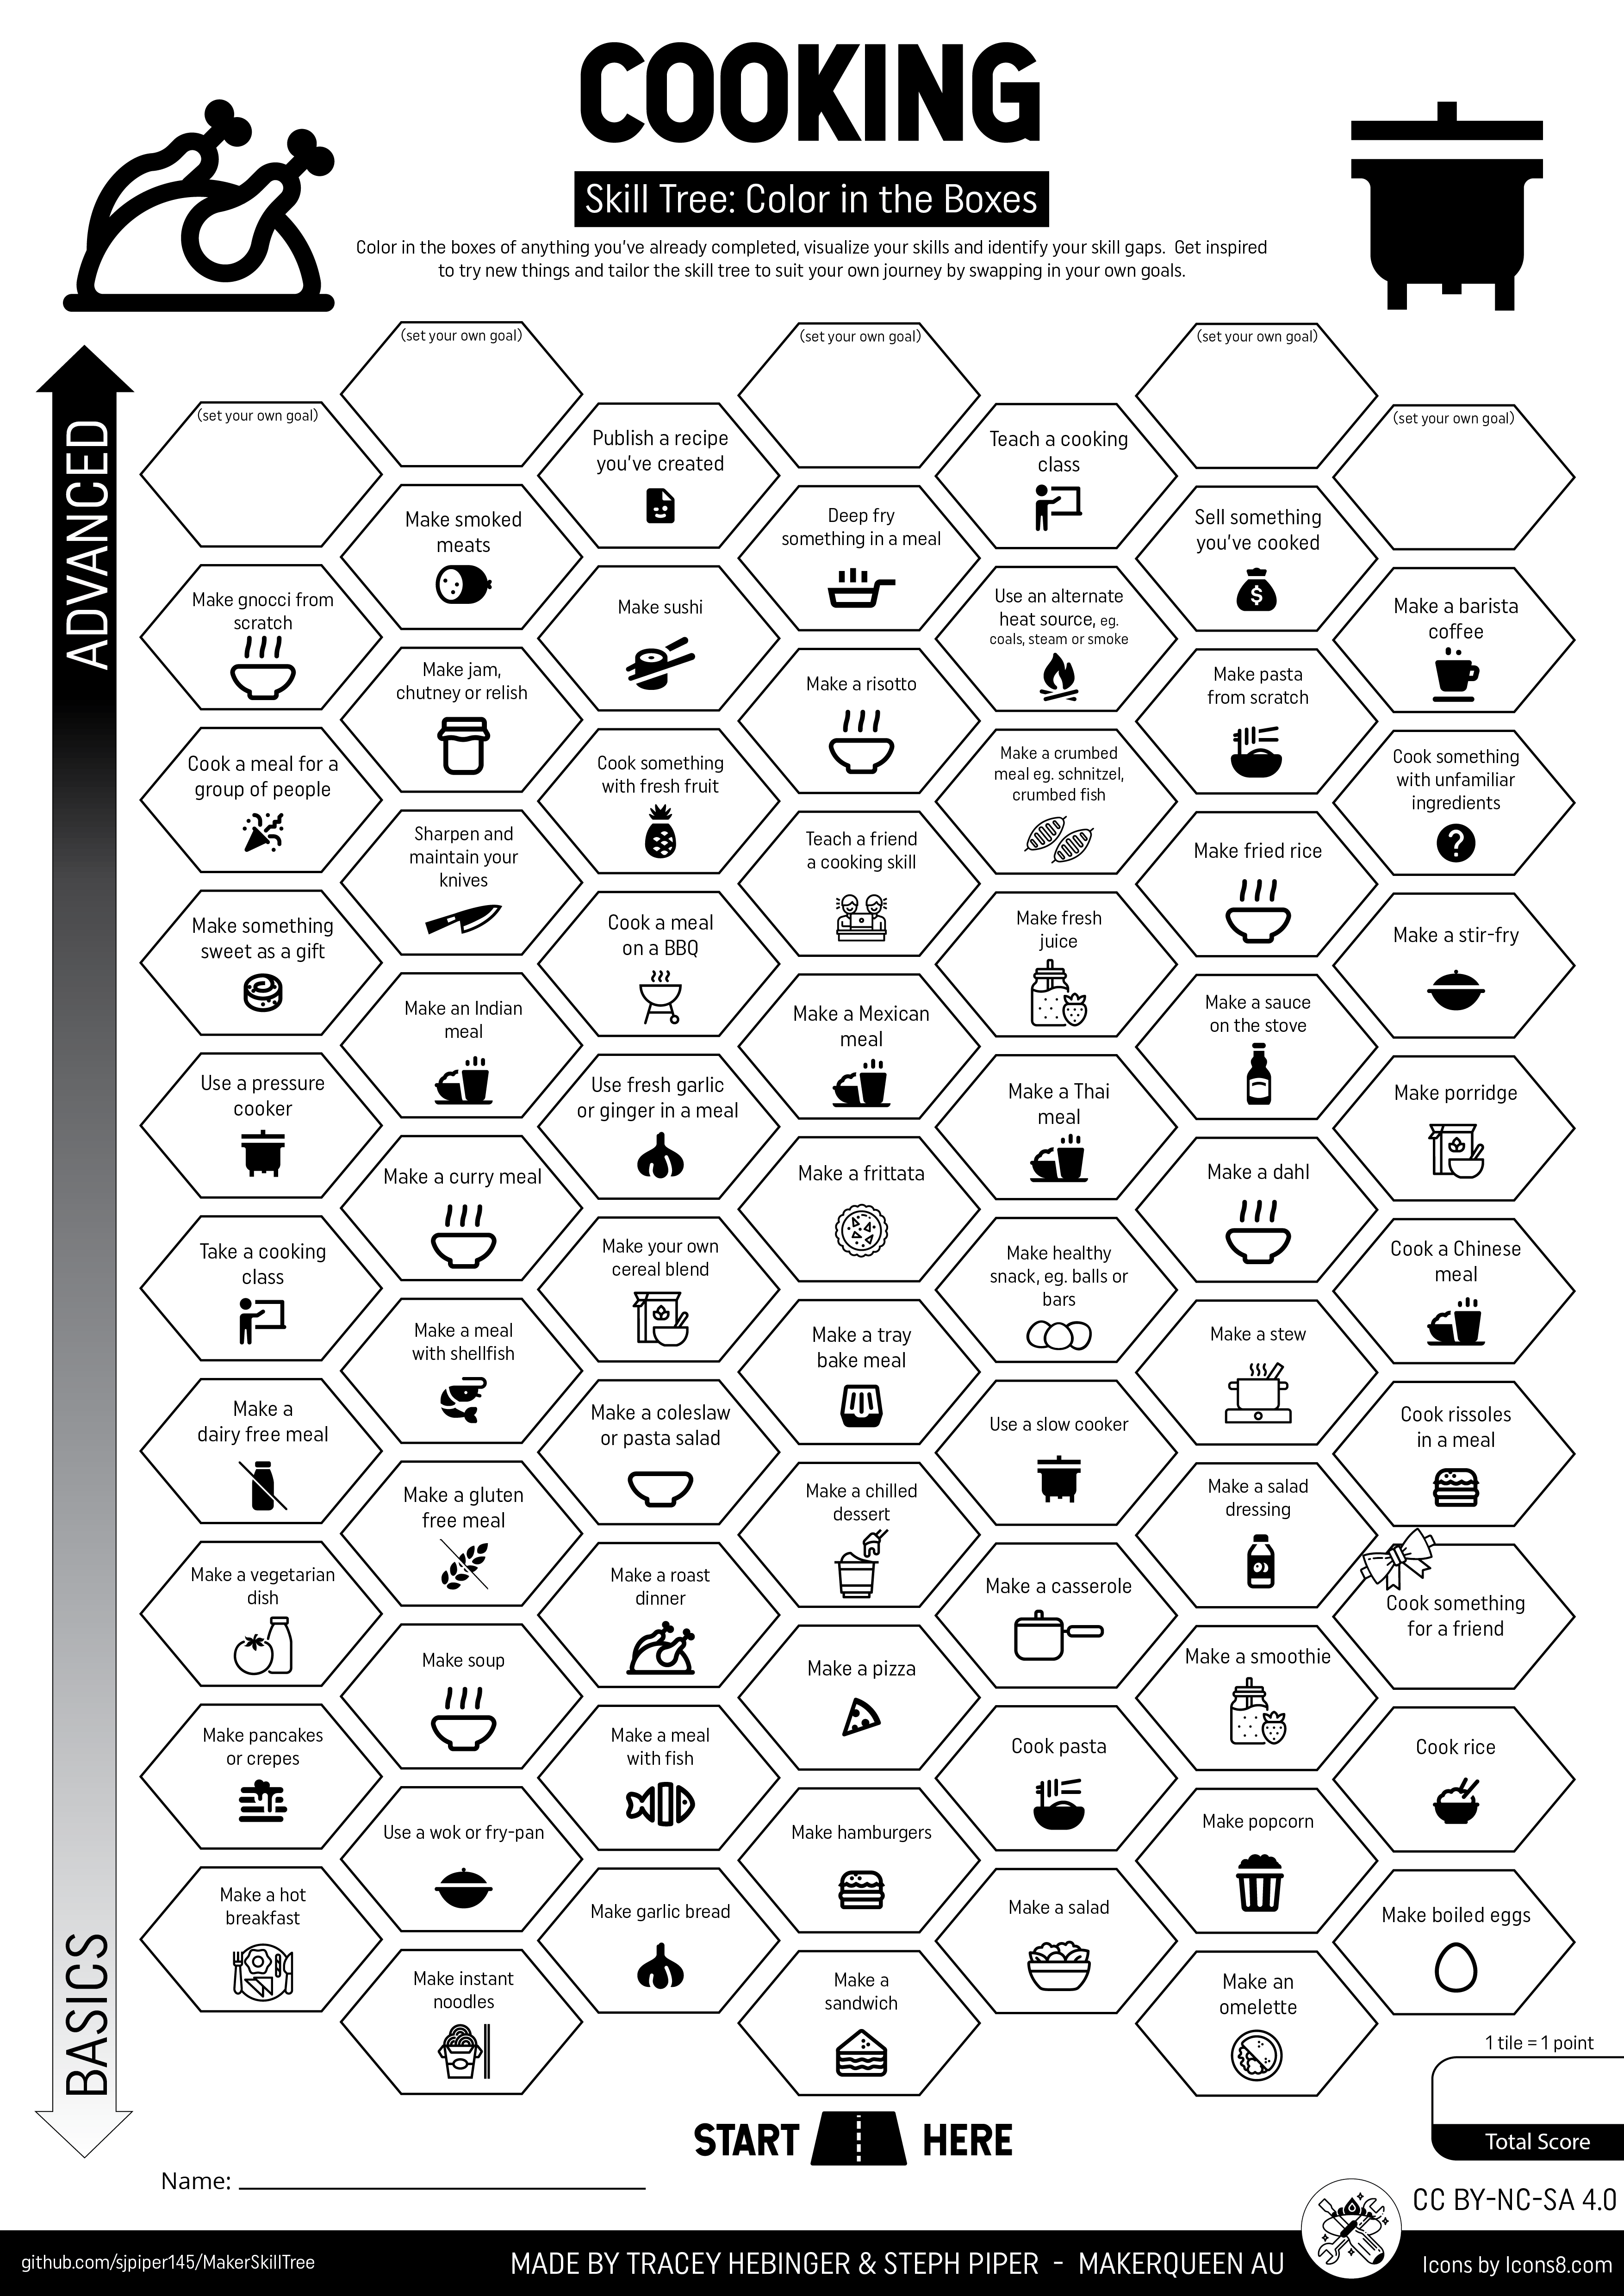 COOKING
Skill Tree: Color in the Boxes
Color in the boxes of anything you've already completed, visualize your skills and identify your skill gaps. Get inspired
to try new things and tailor the skill tree to suit your own journey by swapping in your own goals.
ADVANCED
BASICS
(set your own goal)
(set your own goal)
(set your own goal)
(set your own goal)
(set your own goal)
Publish a recipe
you've created
Teach a cooking
class
Make smoked
meats
Deep fry
something in a meal
Sell something
you've cooked
Make gnocci from
scratch
Make sushi
Use an alternate
heat source, eg.
coals, steam or smoke
Make a barista
coffee
Make jam,
chutney or relish
Make a risotto
Make pasta
from scratch
Cook a meal for a
group of people
Cook something
with fresh fruit
Make a crumbed
meal eg. schnitzel,
crumbed fish
Cook something
with unfamiliar
ingredients
Sharpen and
maintain your
knives
Teach a friend
a cooking skill
Make fried rice
Make something
sweet as a gift
Cook a meal
on a BBQ
Make fresh
juice
Make a stir-fry
Make an Indian
meal
Make a Mexican
meal
Make a sauce
on the stove
Use a pressure
cooker
Use fresh garlic
or ginger in a meal
Make a Thai
meal
Make porridge
Make a curry meal
Make a frittata
Make a dahl
Take a cooking
class
Make your own
cereal blend
Make healthy
snack, eg. balls or
bars
Cook a Chinese
meal
Make a meal
with shellfish
Make a tray
bake meal
Make a stew
Make a
dairy free meal
Make a coleslaw
or pasta salad
Use a slow cooker
Cook rissoles
in a meal
Make a gluten
free meal
Make a chilled
dessert
Make a salad
dressing
Make a vegetarian
dish
Make a roast
dinner
Make a casserole
Cook something
for a friend
Make soup
Make a pizza
Make a smoothie
Make pancakes
or crepes
Make a meal
with fish
Cook pasta
Cook rice
Use a wok or fry-pan
Make hamburgers
Make popcorn
Make a hot
breakfast
Make garlic bread
Make a salad
Make boiled eggs
Make instant
noodles
Make a
sandwich
Make an
omelette
1 tile = 1 point
Total Score
START HERE
Name:
CC BY-NC-SA 4.0
github.com/sjpiper145/MakerSkillTree
MADE BY TRACEY HEBINGER & STEPH PIPER - MAKERQUEEN AU
Icons by Icons8.com